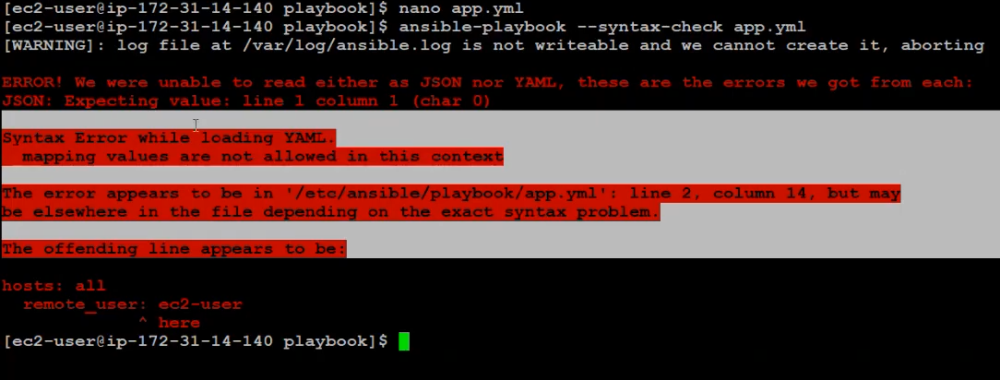 [ec2-user@ip-172-31-14-140 playbook]$ nano app.yml
[ec2-user@ip-172-31-14-140 playbook]$ ansible-playbook --syntax-check app.yml
[WARNING]: log file at /var/log/ansible.log is not writeable and we cannot create it, aborting
ERROR! We were unable to read either as JSON nor YAML, these are the errors we got from each:
JSON: Expecting value: line 1 column 1 (char 0)
Syntax Error while loading YAML.
  mapping values are not allowed in this context
The error appears to be in '/etc/ansible/playbook/app.yml': line 2, column 14, but may
be elsewhere in the file depending on the exact syntax problem.
The offending line appears to be:
hosts: all
  remote_user: ec2-user
             ^ here
[ec2-user@ip-172-31-14-140 playbook]$